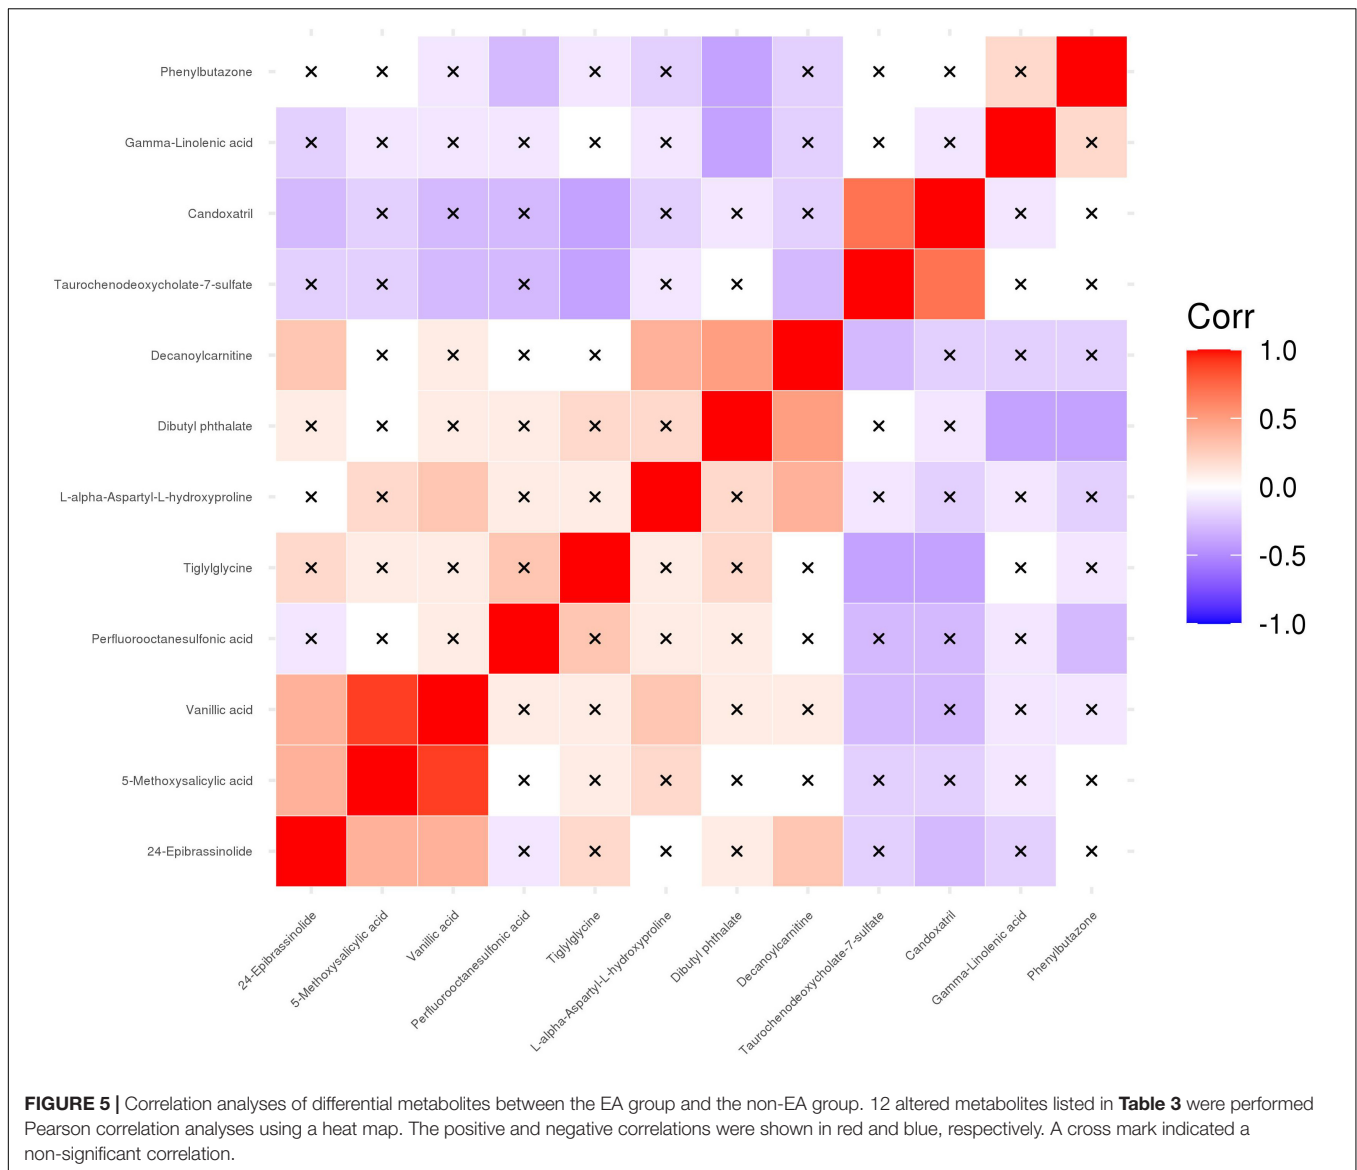 Phenylbutazone
Gamma-Linolenic acid
Candoxatril
Taurochenodeoxycholate-7-sulfate
Decanoylcarnitine
Dibutyl phthalate
L-alpha-Aspartyl-L-hydroxyproline
Tiglylglycine
Perfluorooctanesulfonic acid
Vanillic acid
5-Methoxysalicylic acid
24-Epibrassinolide
24-Epibrassinolide
5-Methoxysalicylic acid
Vanillic acid
Perfluorooctanesulfonic acid
Tiglylglycine
L-alpha-Aspartyl-L-hydroxyproline
Dibutyl phthalate
Decanoylcarnitine
Taurochenodeoxycholate-7-sulfate
Candoxatril
Gamma-Linolenic acid
Phenylbutazone
Corr
1.0
0.5
0.0
-0.5
-1.0
FIGURE 5 | Correlation analyses of differential metabolites between the EA group and the non-EA group. 12 altered metabolites listed in Table 3 were performed
Pearson correlation analyses using a heat map. The positive and negative correlations were shown in red and blue, respectively. A cross mark indicated a
non-significant correlation.